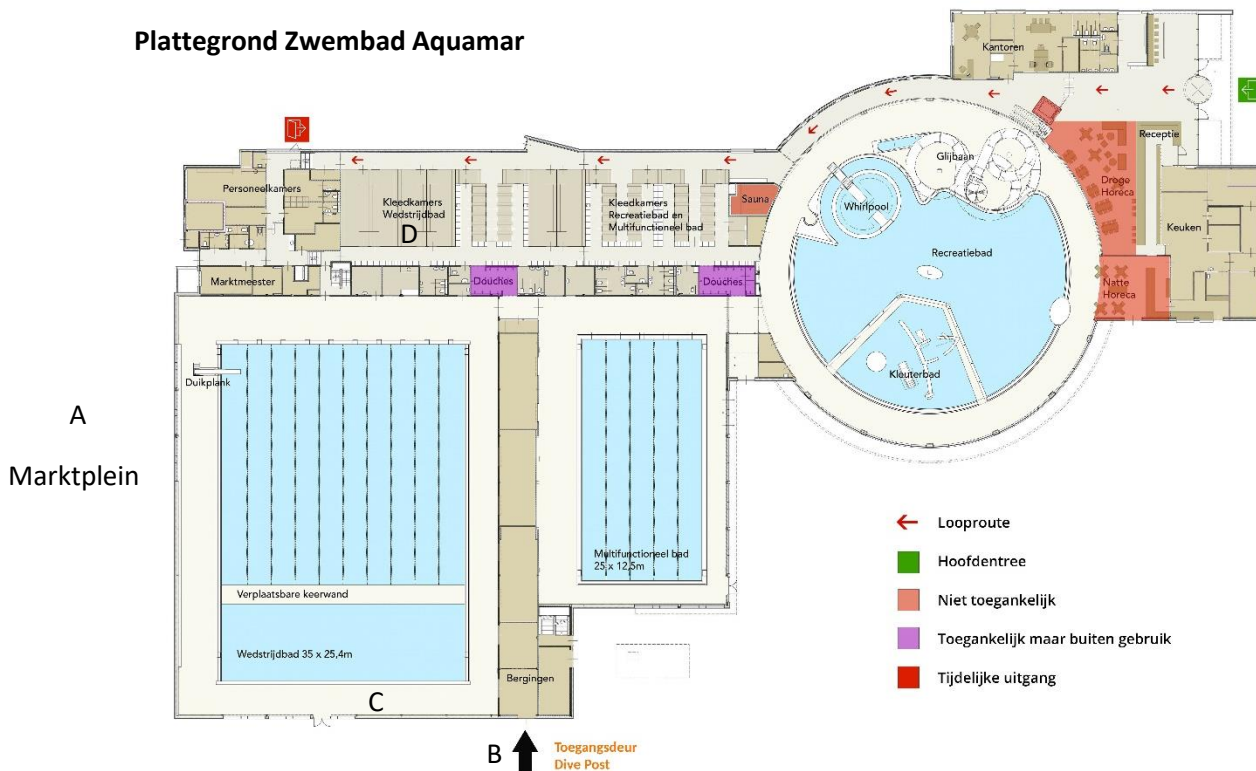 Plattegrond Zwembad Aquamar
Kantoren
Receptie
Personeelkamers
Kleedkamers
Wedstrijdbad
D
Kleedkamers
Recreatiebad en
Multifunctioneel bad
Sauna
Glijbaan
Whirlpool
Droge
Horeca
Keuken
Recreatiebad
Marktmeester
Douches
Douches
Natte
Horeca
Duikplank
Kleuterbad
A
Marktplein
Looproute
Hoofdentree
Multifunctioneel bad
25 x 12,5m
Verplaatsbare keerwand
Niet toegankelijk
Toegankelijk maar buiten gebruik
Wedstrijdbad 35 x 25,4m
Bergingen
Tijdelijke uitgang
C
B
Toegangsdeur
Dive Post